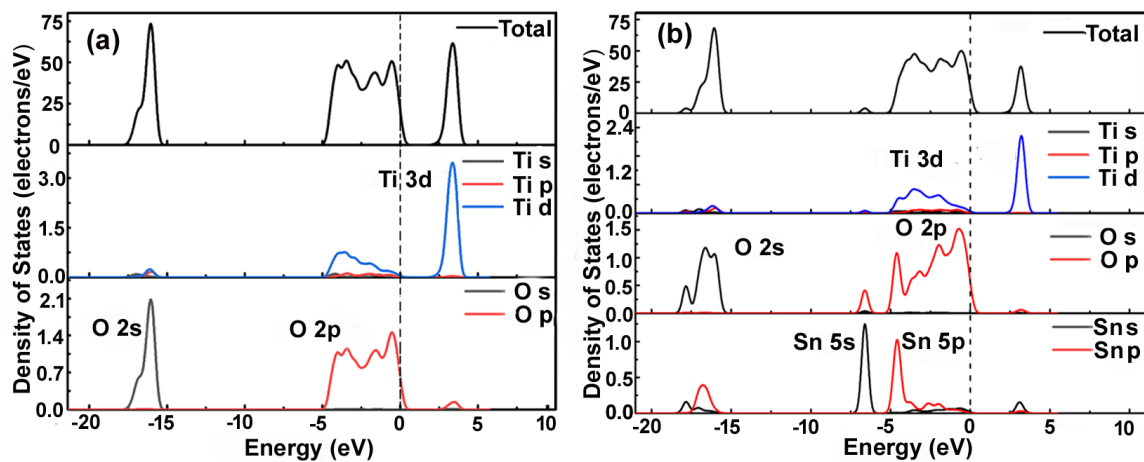 (a)
Total
75
50
25
0
Ti s
Ti p
Ti d
Ti 3d
3.0
1.5
0.0
O s
O p
O 2s
O 2p
2.1
1.4
0.7
0.0
-20 -15 -10 -5 0 5 10
Energy (eV)
Density of States (electrons/eV)
(b)
Total
75
50
25
0
Ti s
Ti p
Ti d
Ti 3d
2.4
1.2
0.0
O s
O p
O 2s
O 2p
1.5
1.0
0.5
0.0
Sn s
Sn p
Sn 5s
Sn 5p
1.0
0.5
0.0
-20 -15 -10 -5 0 5 10
Energy (eV)
Density of States (electrons/eV)